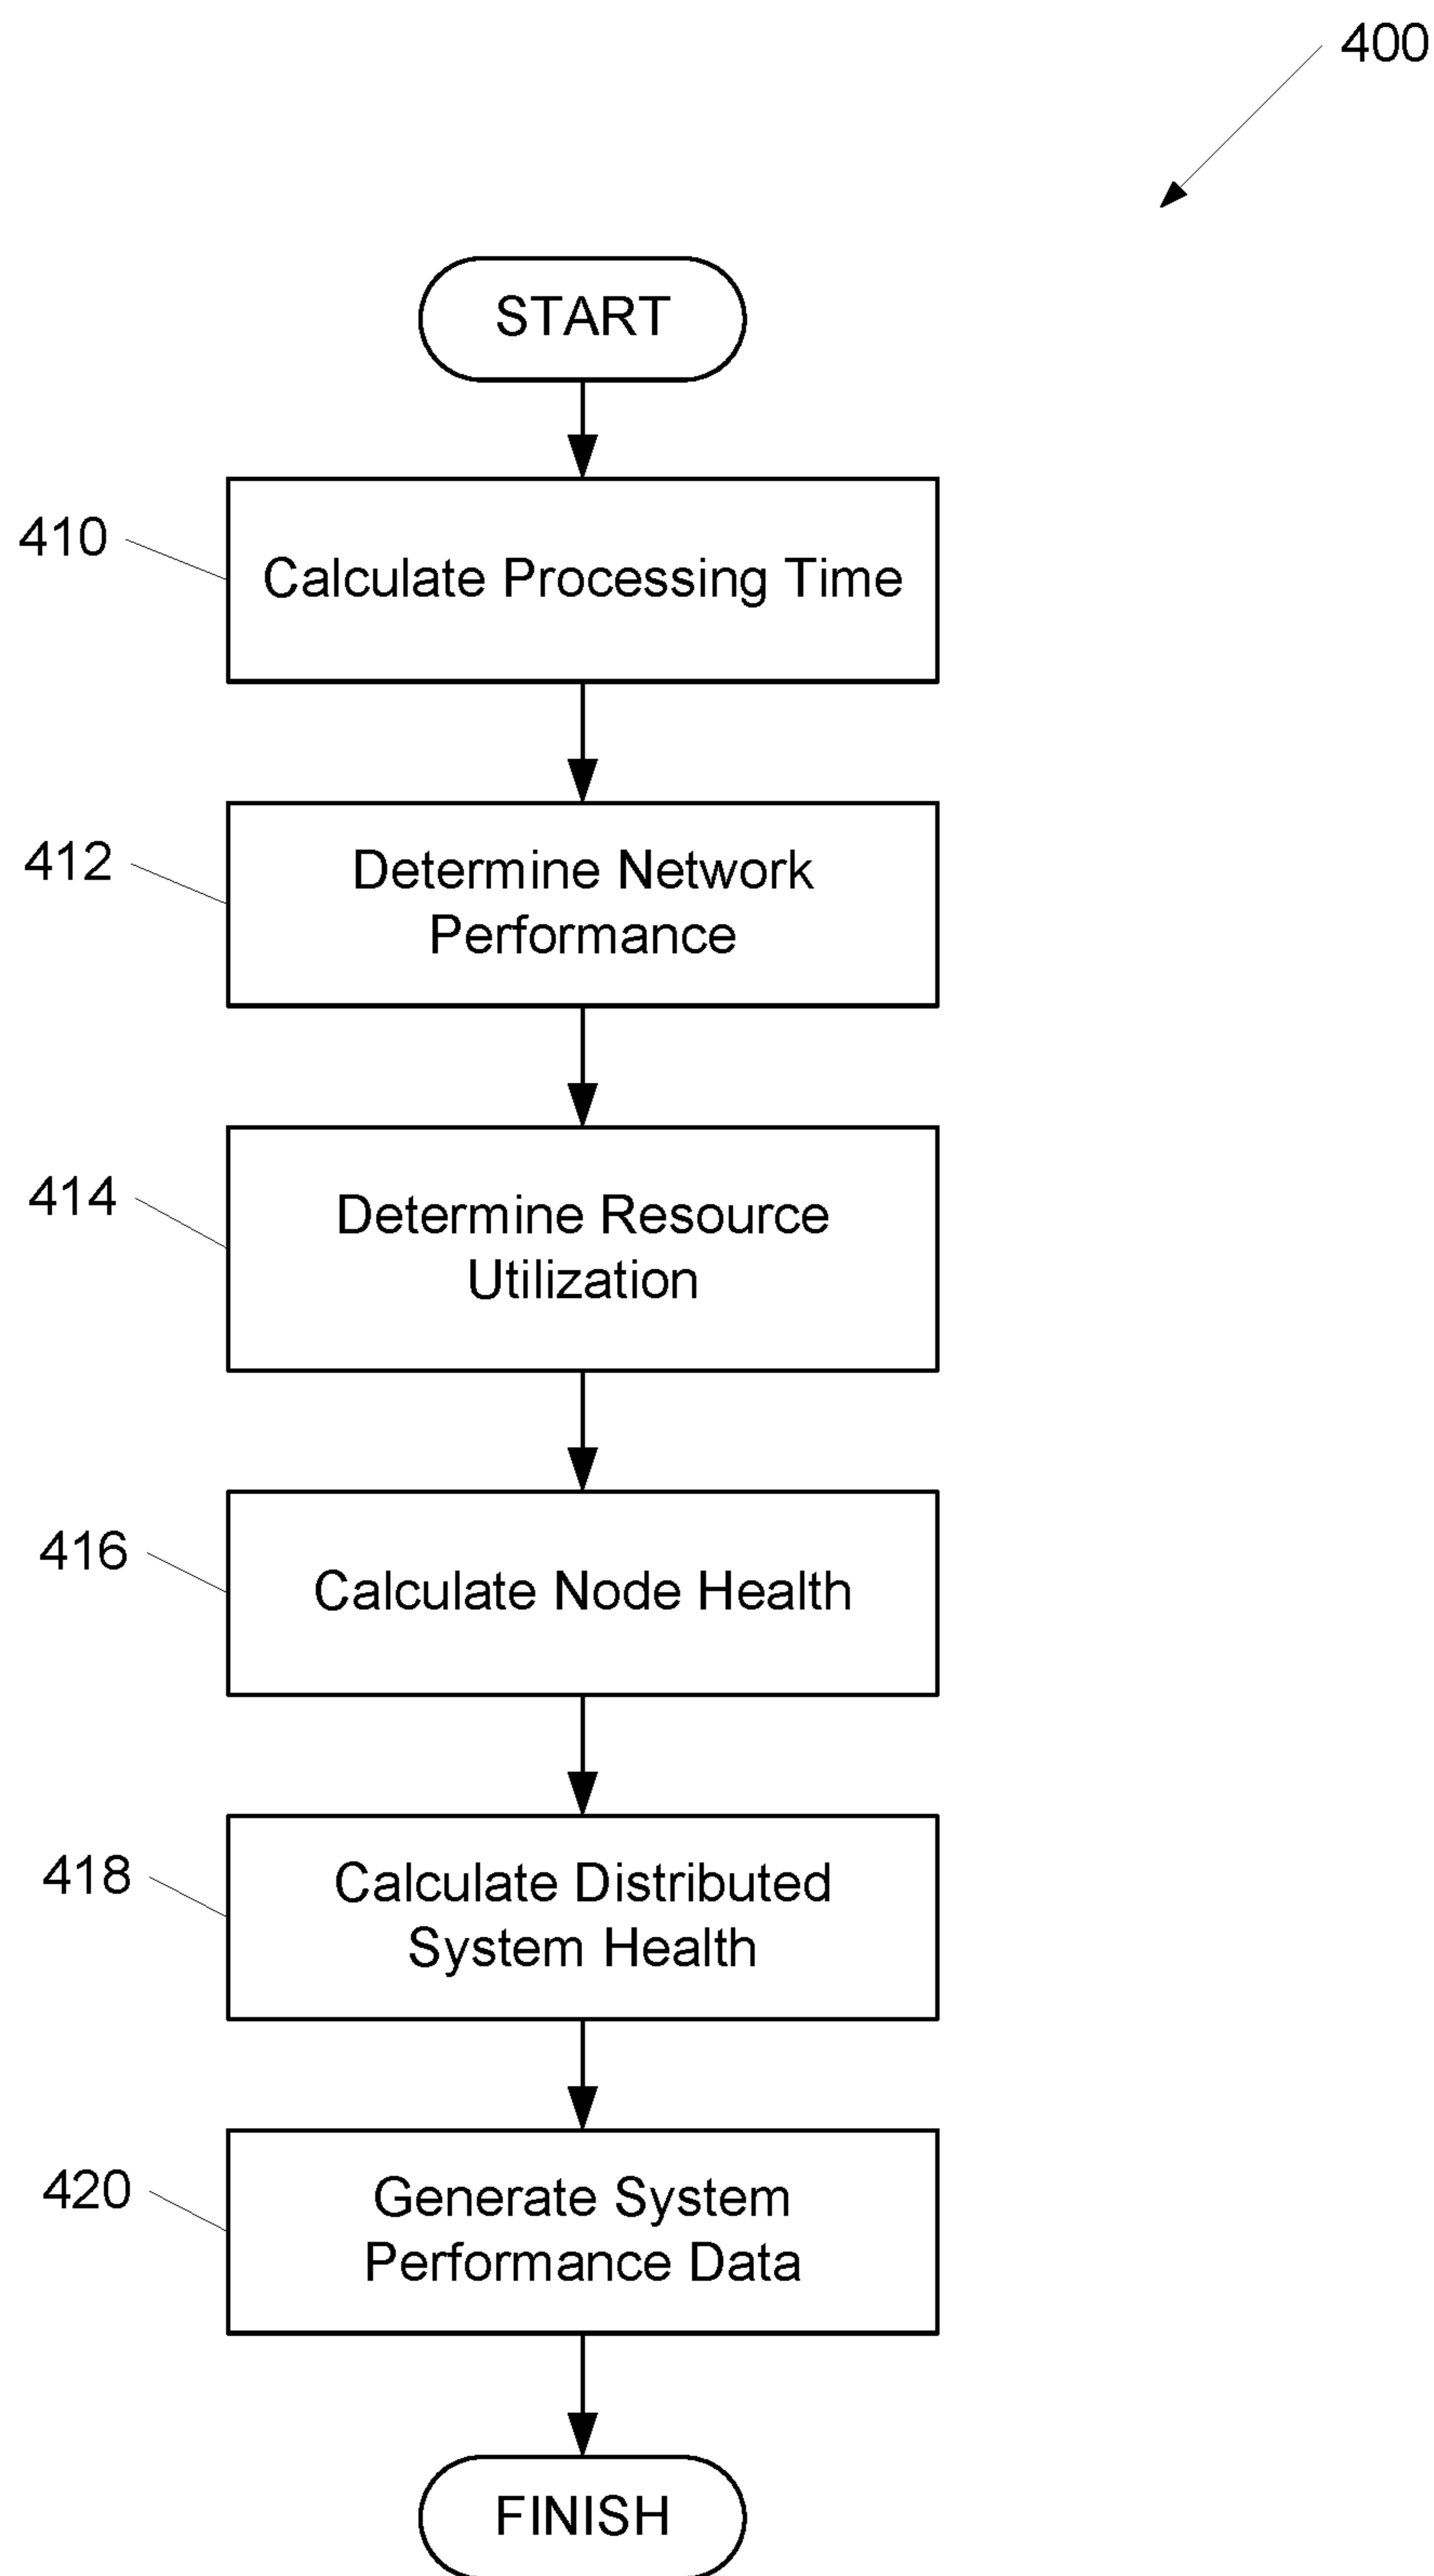 400
START
410
Calculate Processing Time
412
Determine Network
Performance
414
Determine Resource
Utilization
416
Calculate Node Health
418
Calculate Distributed
System Health
420
Generate System
Performance Data
FINISH